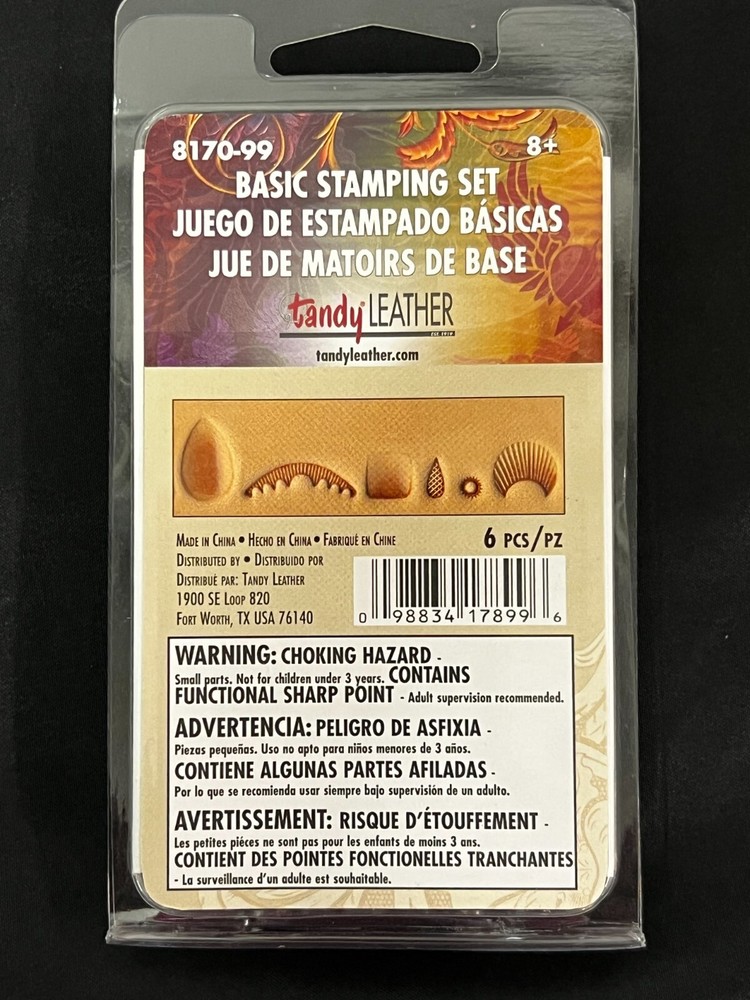 8170-99 8+
BASIC STAMPING SET
JUEGO DE ESTAMPADO BÁSICAS
JUE DE MATOIRS DE BASE
tandy® LEATHER
EST. 1919
tandyleather.com
MADE IN CHINA • HECHO EN CHINA • FABRIQUÉ EN CHINE
6 PCS/PZ
DISTRIBUTED BY • DISTRIBUIDO POR
DISTRIBUÉ PAR: TANDY LEATHER
1900 SE LOOP 820
FORT WORTH, TX USA 76140
0 98834 17899 6
WARNING: CHOKING HAZARD -
Small parts. Not for children under 3 years. CONTAINS
FUNCTIONAL SHARP POINT - Adult supervision recommended.
ADVERTENCIA: PELIGRO DE ASFIXIA -
Piezas pequeñas. Uso no apto para niños menores de 3 años.
CONTIENE ALGUNAS PARTES AFILADAS -
Por lo que se recomienda usar siempre bajo supervisión de un adulto.
AVERTISSEMENT: RISQUE D'ÉTOUFFEMENT -
Les petites piéces ne sont pas pour les enfants de moins 3 ans.
CONTIENT DES POINTES FONCTIONELLES TRANCHANTES
- La surveillance d'un adulte est souhaitable.